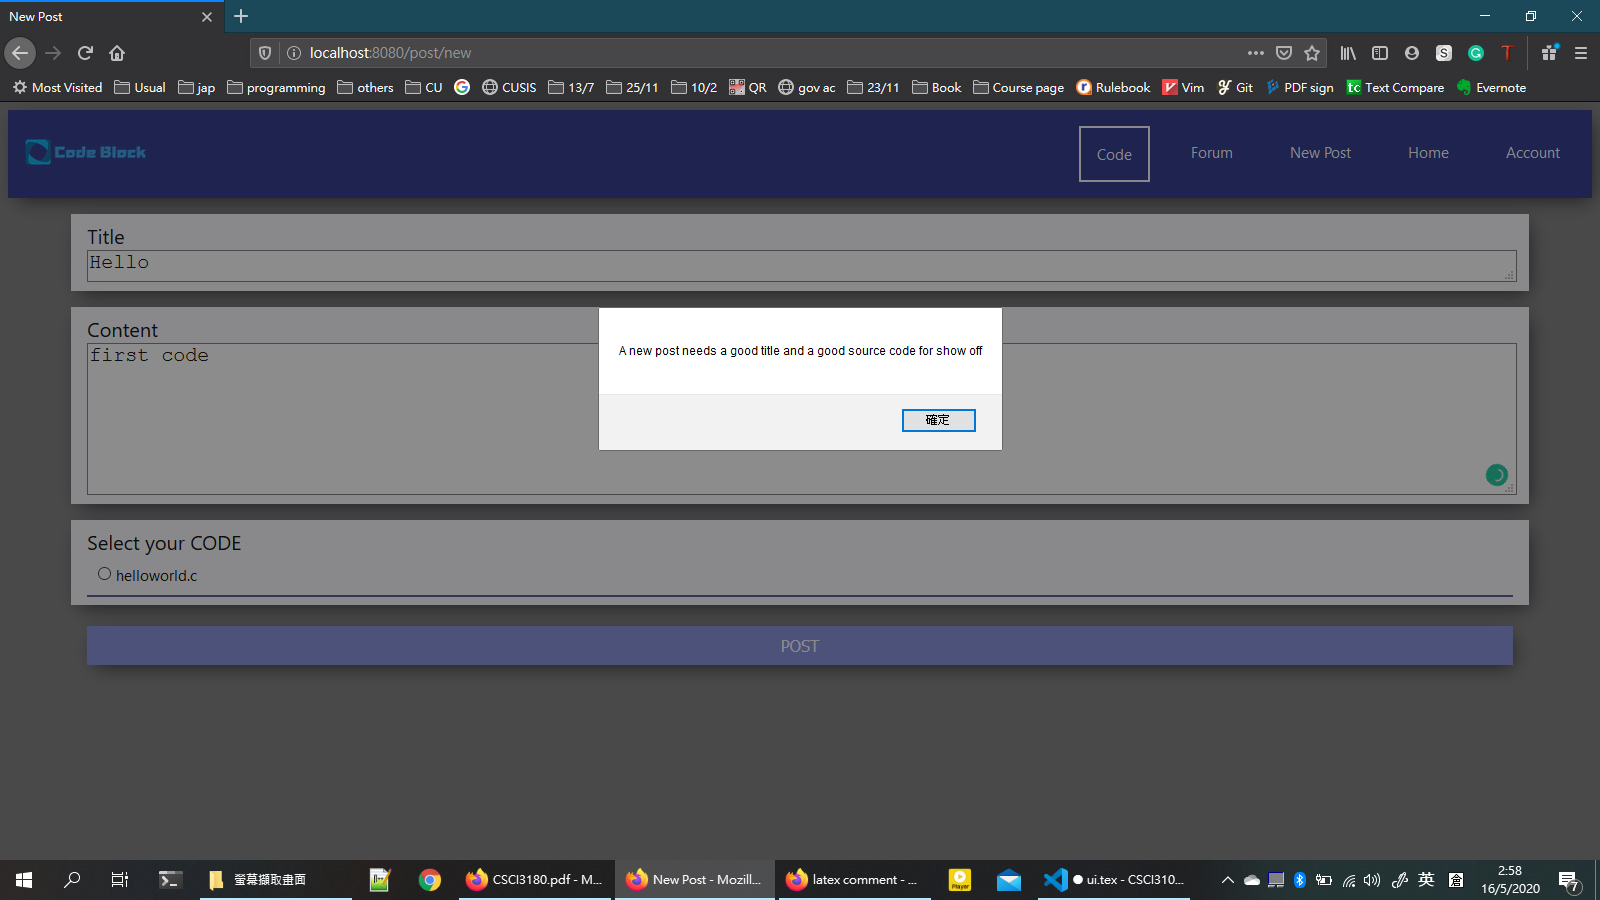 New Post
localhost:8080/post/new
Most Visited Usual jap programming others CU CUSIS 13/7 25/11 10/2 QR gov ac 23/11 Book Course page Rulebook Vim Git PDF sign Text Compare Evernote
Code Block
Code Forum New Post Home Account
Title
Hello
Content
first code
A new post needs a good title and a good source code for show off
確定
Select your CODE
helloworld.c
POST
螢幕擷取畫面 CSCI3180.pdf - M... New Post - Mozill... latex comment - ... Player ui.tex - CSCI310... 英 倉 2:58
16/5/2020 7